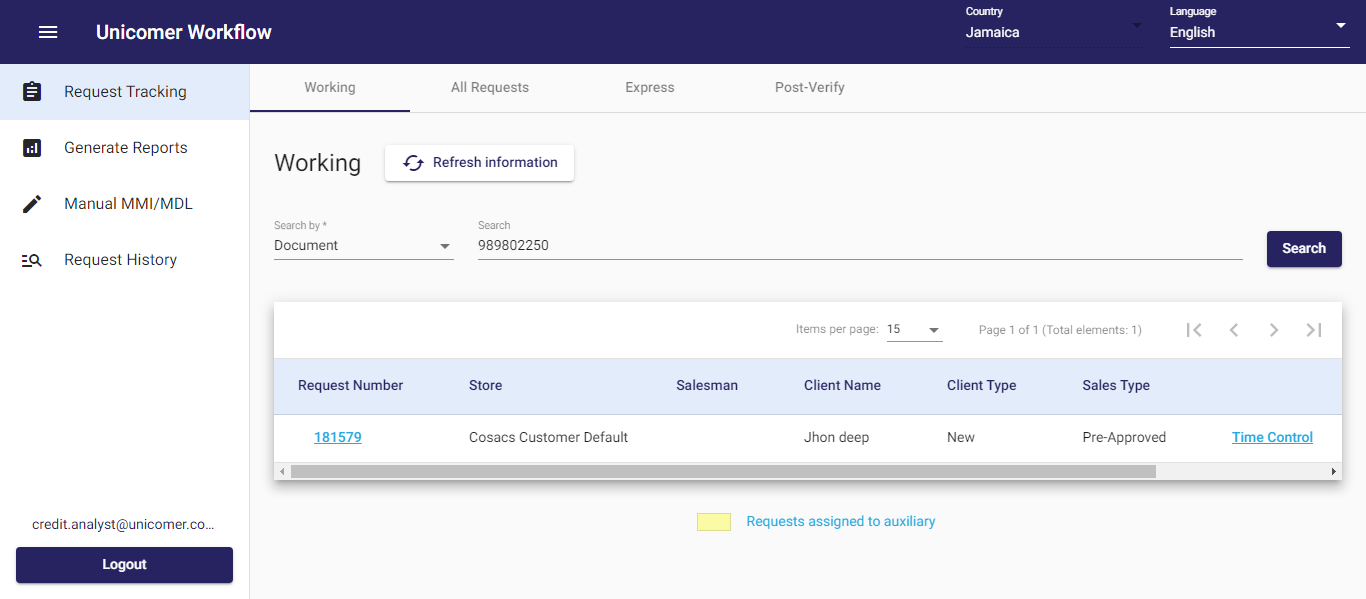 Unicomer Workflow
Country
Jamaica
Language
English
Request Tracking
Generate Reports
Manual MMI/MDL
Request History
credit.analyst@unicomer.co...
Logout
Working
All Requests
Express
Post-Verify
Working
Refresh information
Search by *
Document
Search
989802250
Search
Items per page: 15
Page 1 of 1 (Total elements: 1)
Request Number Store Salesman Client Name Client Type Sales Type
181579 Cosacs Customer Default Jhon deep New Pre-Approved Time Control
Requests assigned to auxiliary